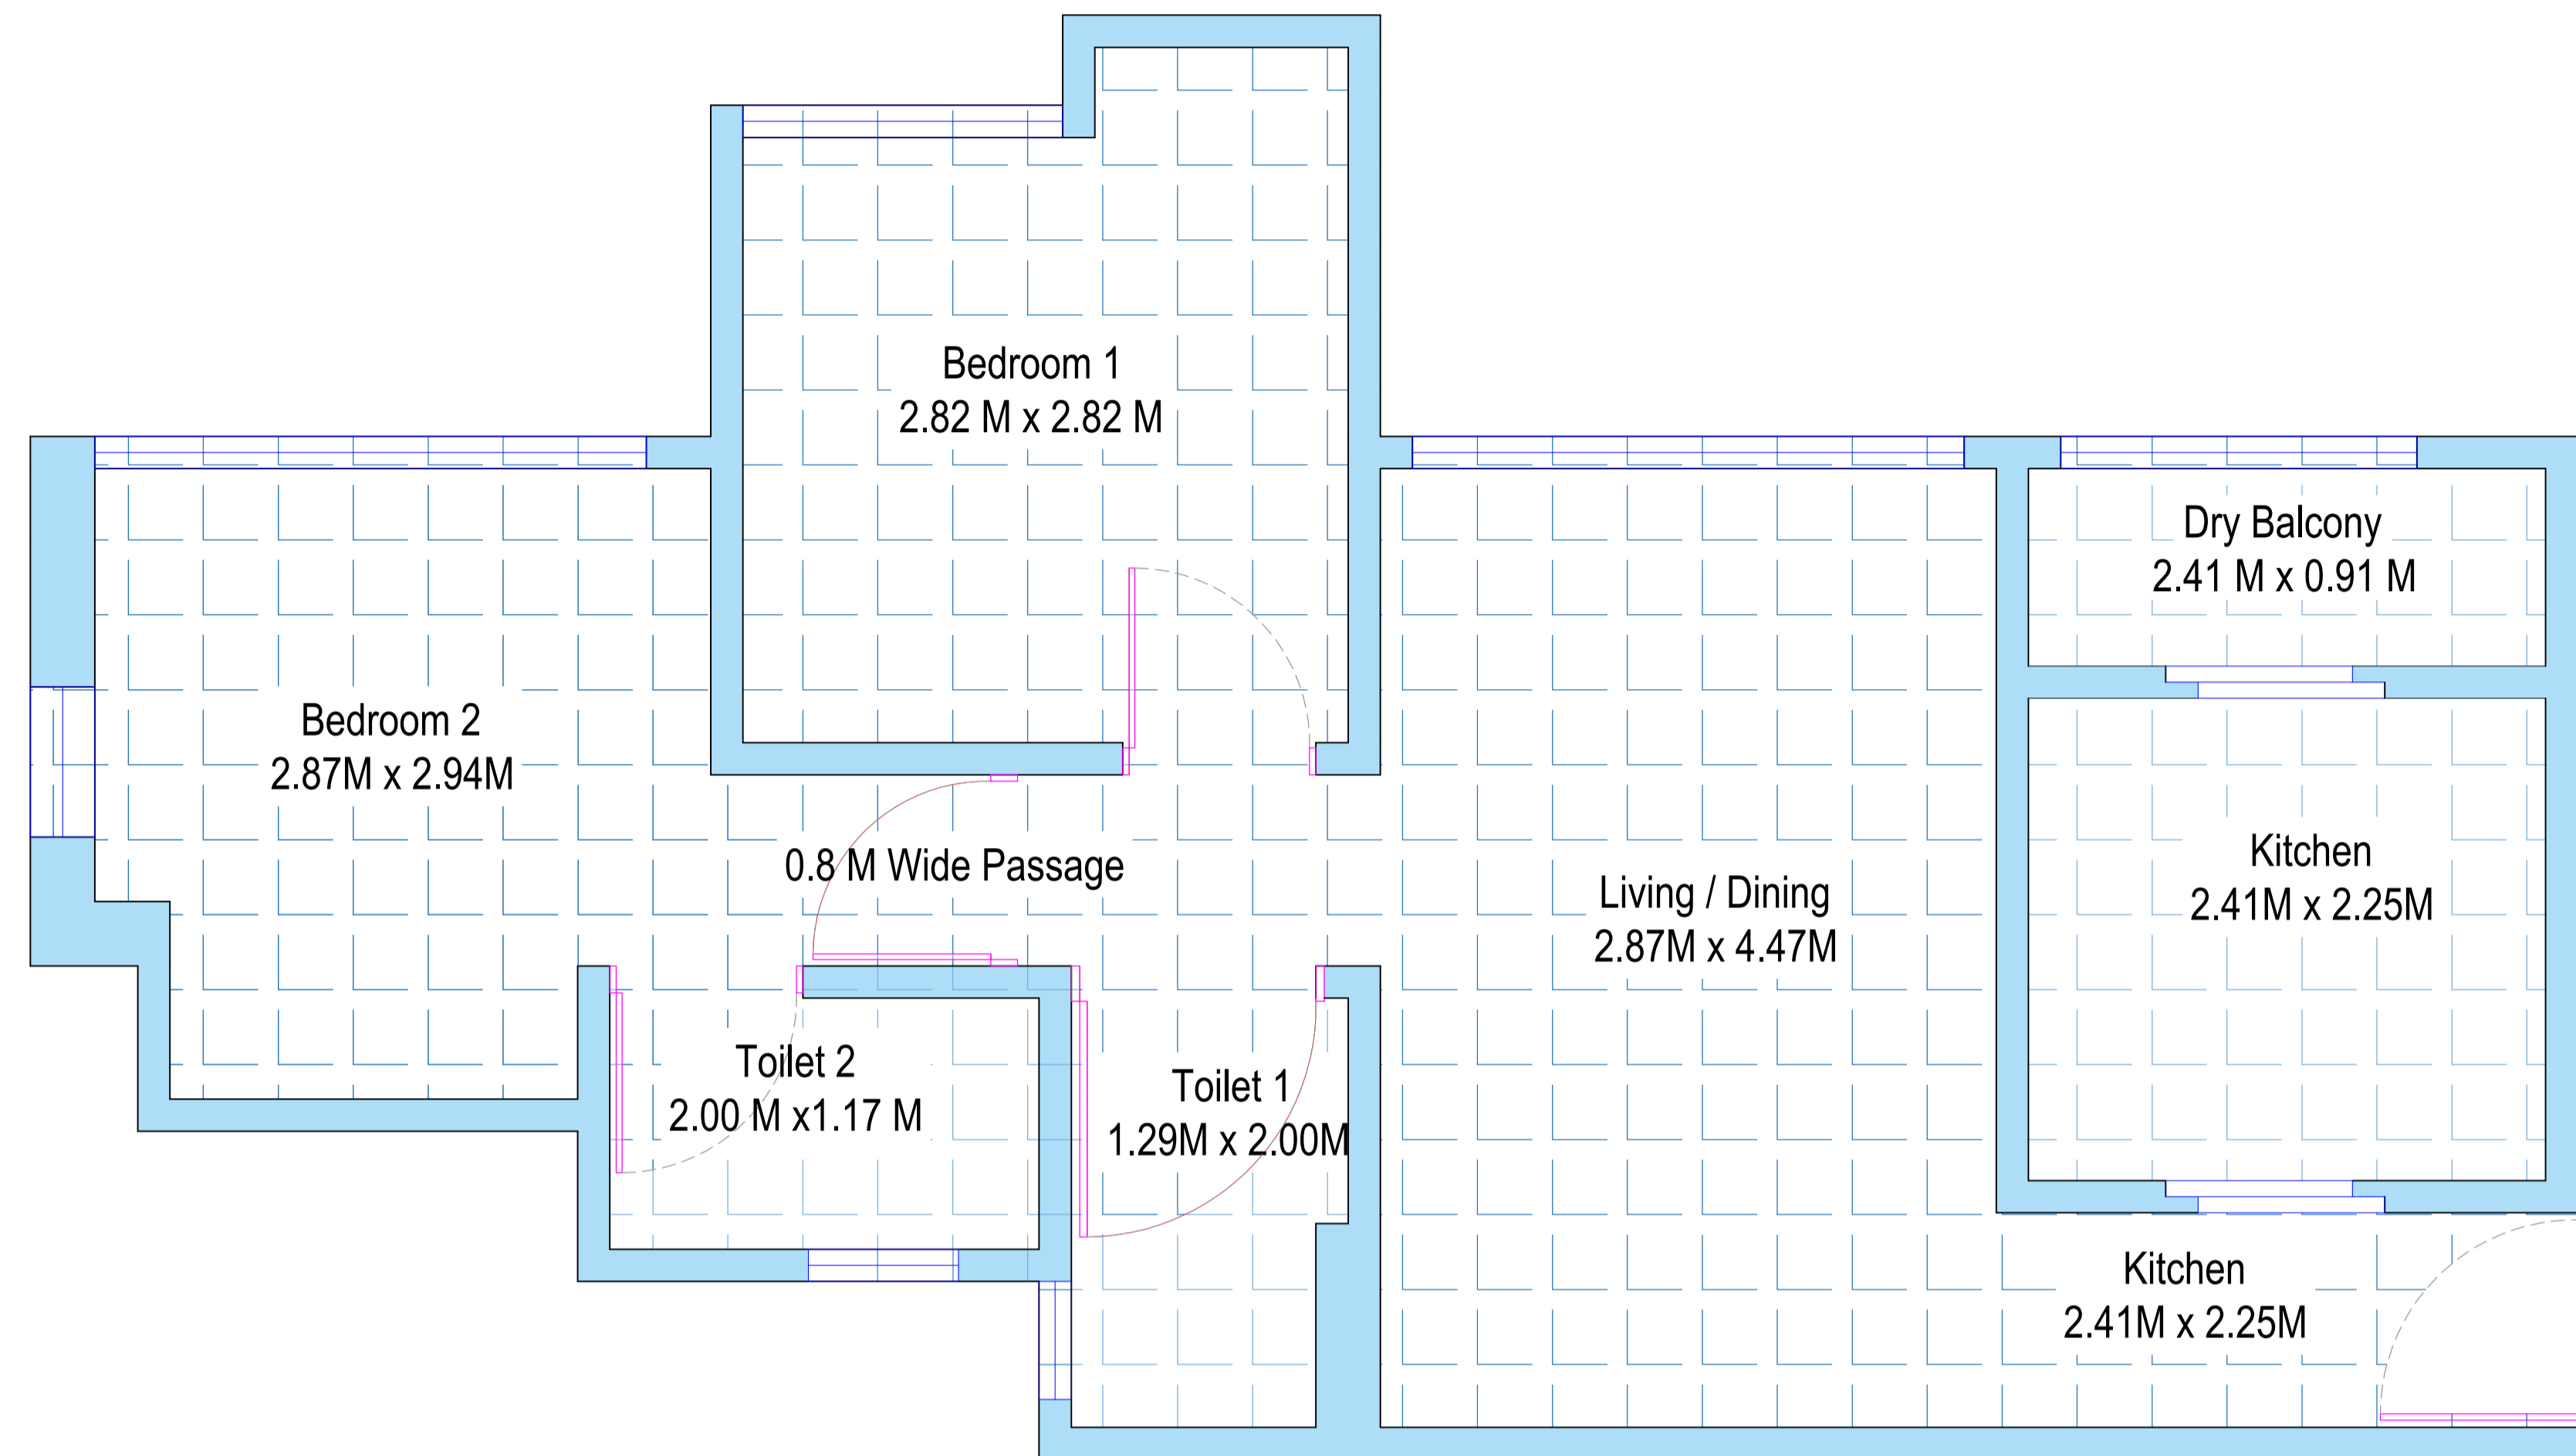 Bedroom 1
2.82 M x 2.82 M
Dry Balcony
2.41 M x 0.91 M
Bedroom 2
2.87M x 2.94M
0.8 M Wide Passage
Living / Dining
2.87M x 4.47M
Kitchen
2.41M x 2.25M
Toilet 2
2.00 M x1.17 M
Toilet 1
1.29M x 2.00M
Kitchen
2.41M x 2.25M